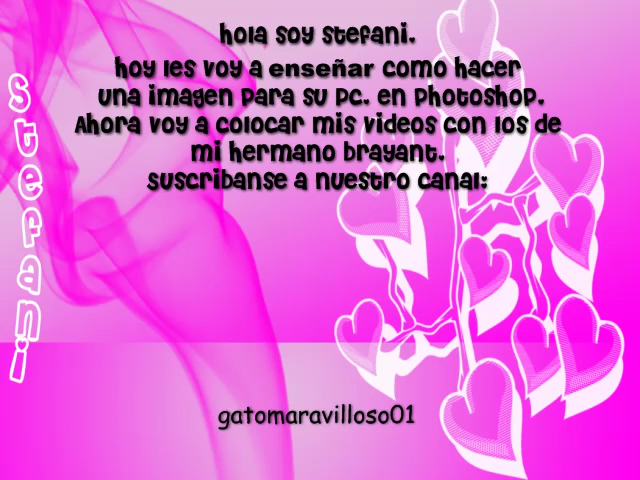 hola soy stefani.
hoy les voy a enseñar como hacer
una imagen para su pc. en photoshop.
Ahora voy a colocar mis videos con los de
mi hermano brayant.
suscribanse a nuestro canal:
stefani
gatomaravilloso01